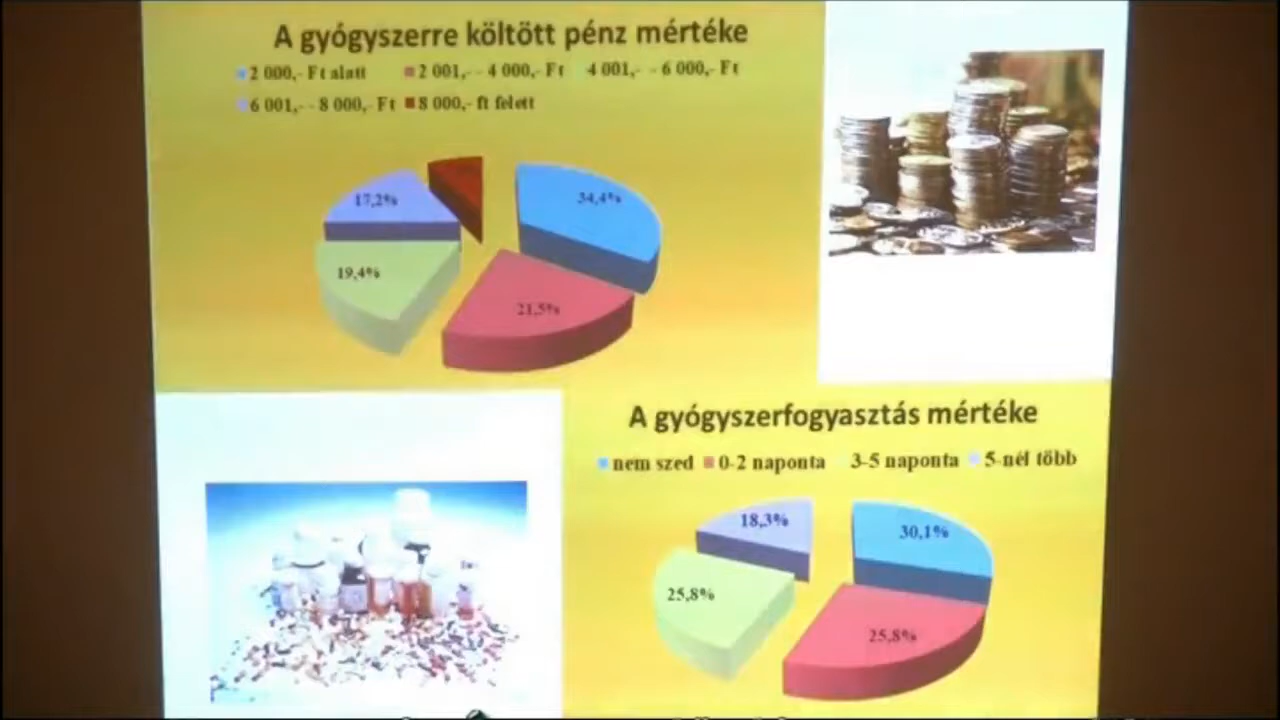 A gyógyszerre költött pénz mértéke
2 000,- Ft alatt 2 001,- - 4 000,- Ft 4 001,- - 6 000,- Ft
6 001,- - 8 000,- Ft 8 000,- ft felett
17,2%
34,4%
19,4%
21,5%
A gyógyszerfogyasztás mértéke
nem szed 0-2 naponta 3-5 naponta 5-nél több
18,3%
30,1%
25,8%
25,8%